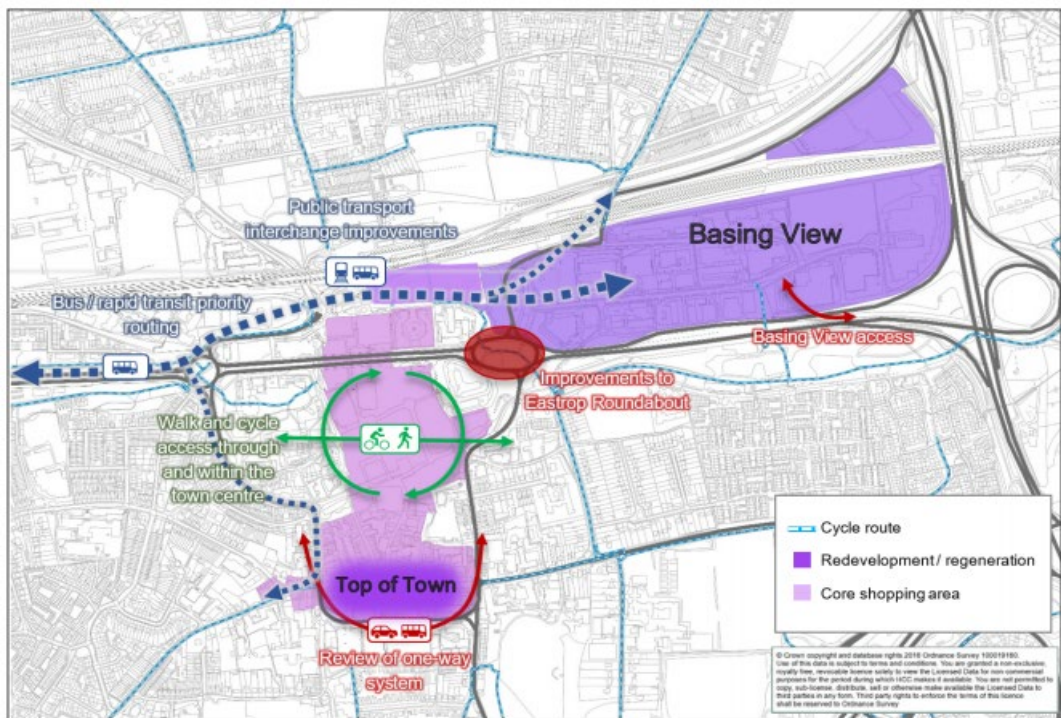 Public transport
interchange improvements
Basing View
Bus / rapid transit priority
routing
Basing View access
Improvements to
Eastrop Roundabout
Walk and cycle
access through
and within the
town centre
Cycle route
Redevelopment / regeneration
Core shopping area
Top of Town
Review of one-way
system
© Crown copyright and database rights 2016 Ordnance Survey 100019180.
Use of this data is subject to terms and conditions. You are granted a non-exclusive,
royalty free, revocable licence solely to view the Licensed Data for non-commercial
purposes for the period during which HCC makes it available. You are not permitted to
copy, sub-license, distribute, sell or otherwise make available the Licensed Data to
third parties in any form. Third party rights to enforce the terms of this licence
shall be reserved to Ordnance Survey